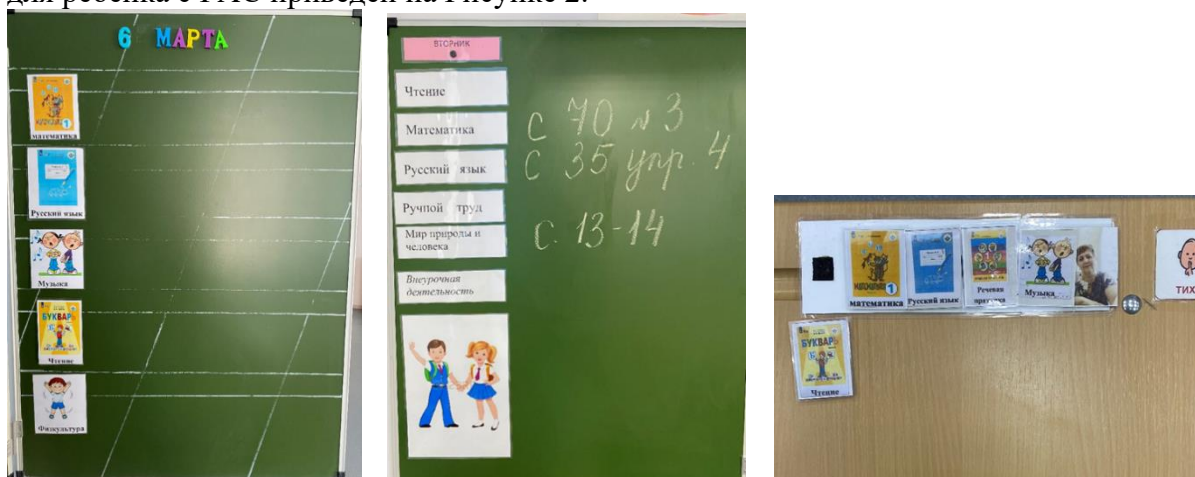 для ребенка с РАС приведен на Рисунке 2.
6 МАРТА
математика
Русский язык
Музыка
БУКВАРЬ
Чтение
Физкультура
ВТОРНИК
Чтение
Математика С 70 № 3
Русский язык С 35 упр. 4
Ручной труд
Мир природы и человека С. 13-14
Внеурочная
деятельность
математика
Русский язык
Речевая
практика
Музыка
ТИХ
БУКВАРЬ
Чтение